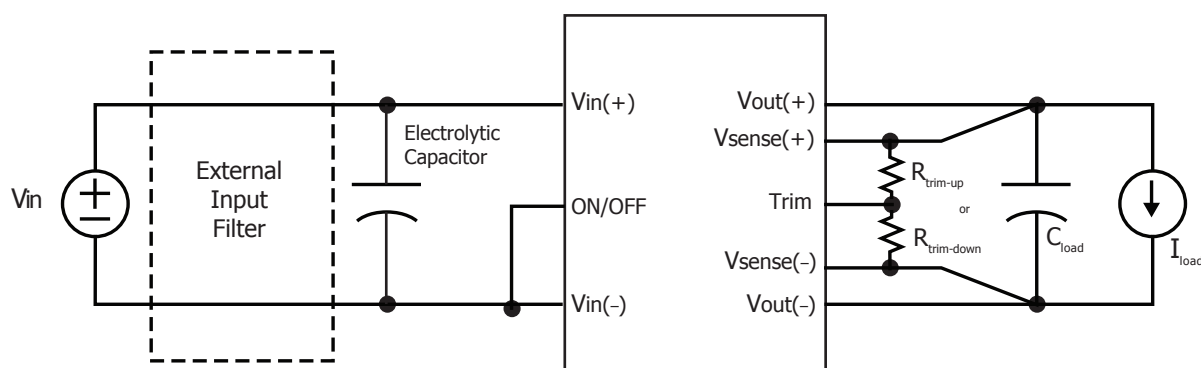 Vin
External
Input
Filter
Electrolytic
Capacitor
Vin(+)
ON/OFF
Vin(−)
Vout(+)
Vsense(+)
Trim
Vsense(−)
Vout(−)
Rtrim-up
or
Rtrim-down
Cload
Iload